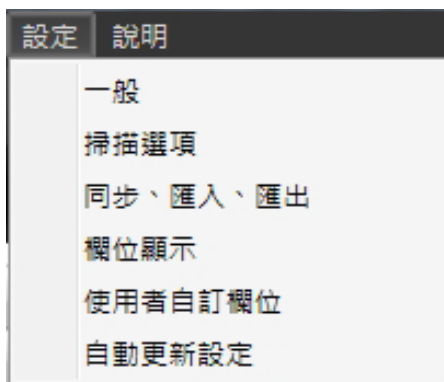 設定 說明
一般
掃描選項
同步、匯入、匯出
欄位顯示
使用者自訂欄位
自動更新設定